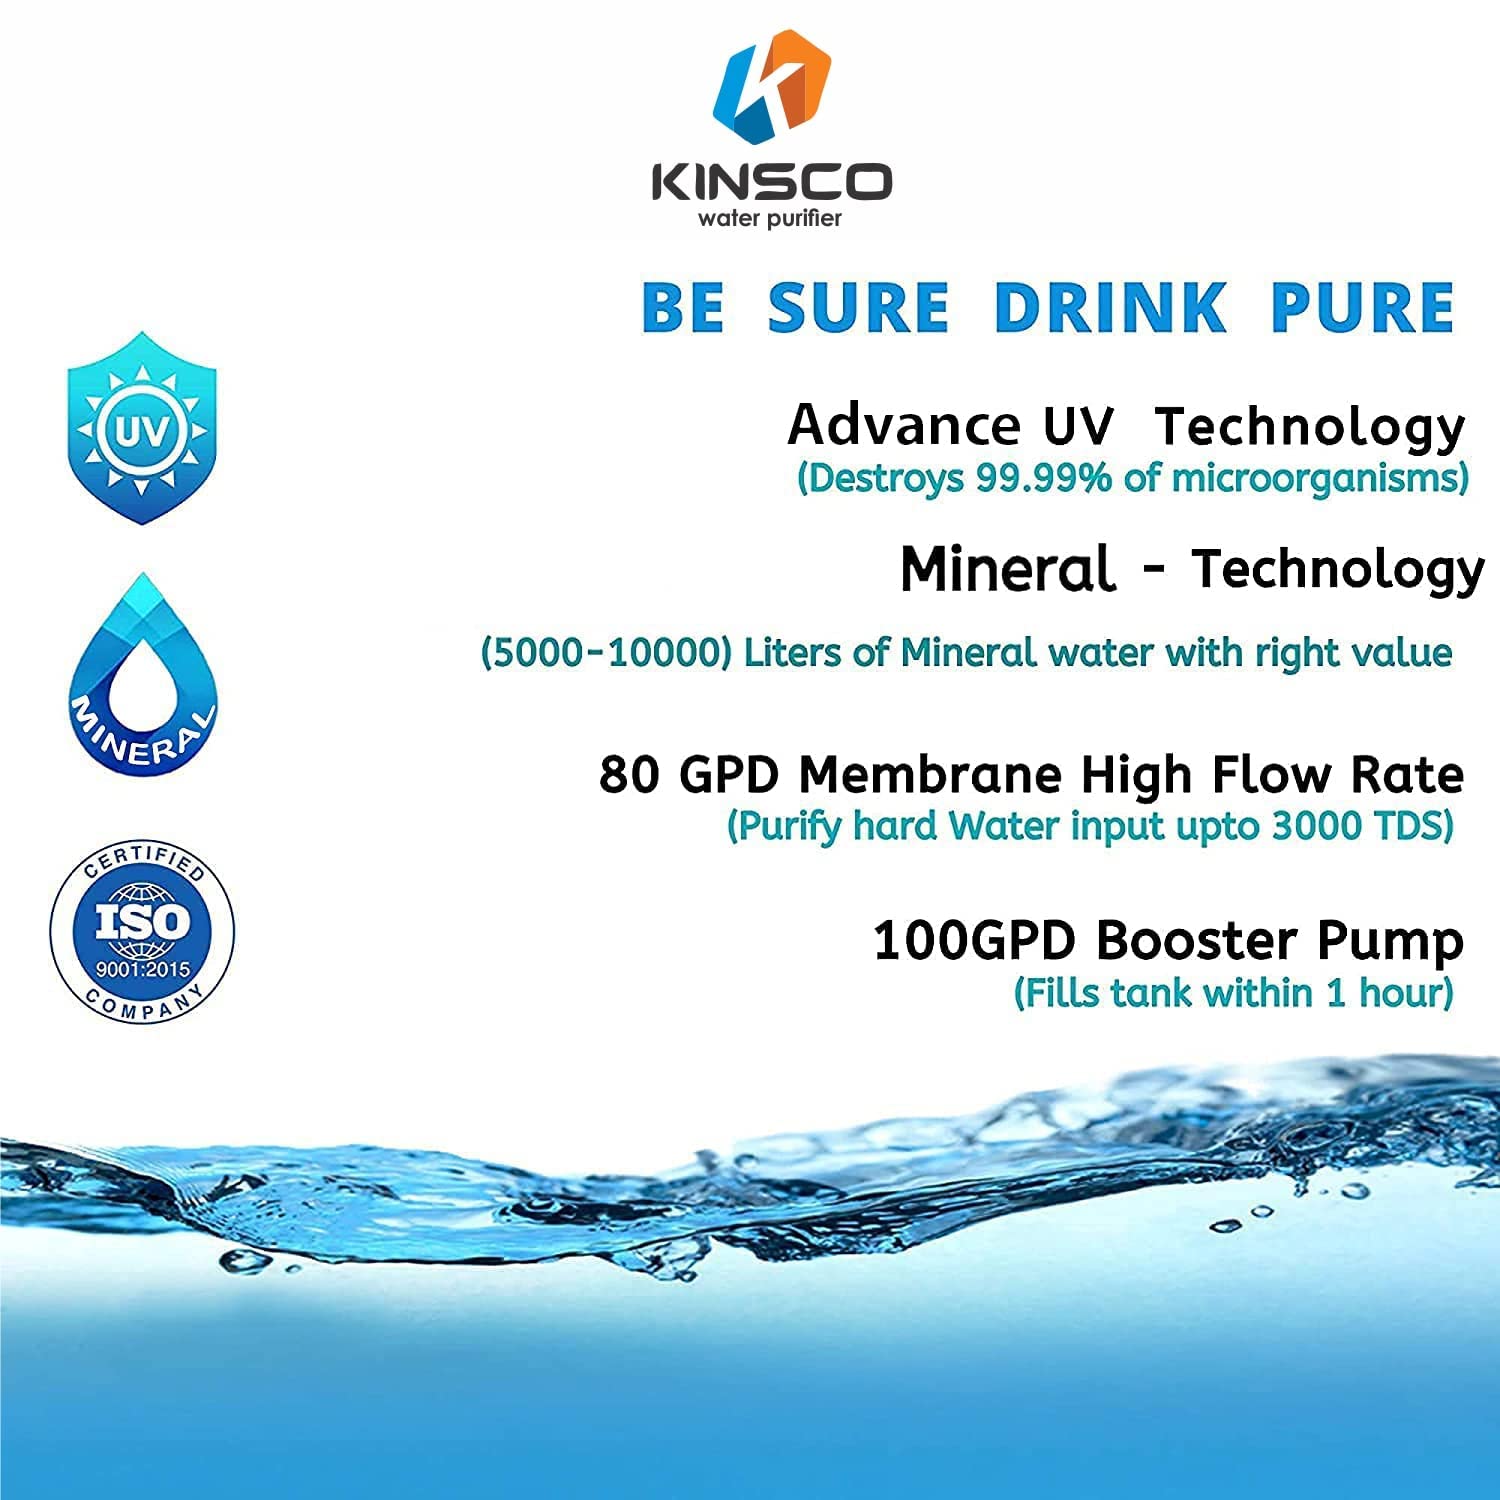 KINSCO
water purifier
BE SURE DRINK PURE
UV
Advance UV Technology
(Destroys 99.99% of microorganisms)
MINERAL
Mineral - Technology
(5000-10000) Liters of Mineral water with right value
80 GPD Membrane High Flow Rate
(Purify hard Water input upto 3000 TDS)
CERTIFIED
ISO
9001:2015
COMPANY
100GPD Booster Pump
(Fills tank within 1 hour)